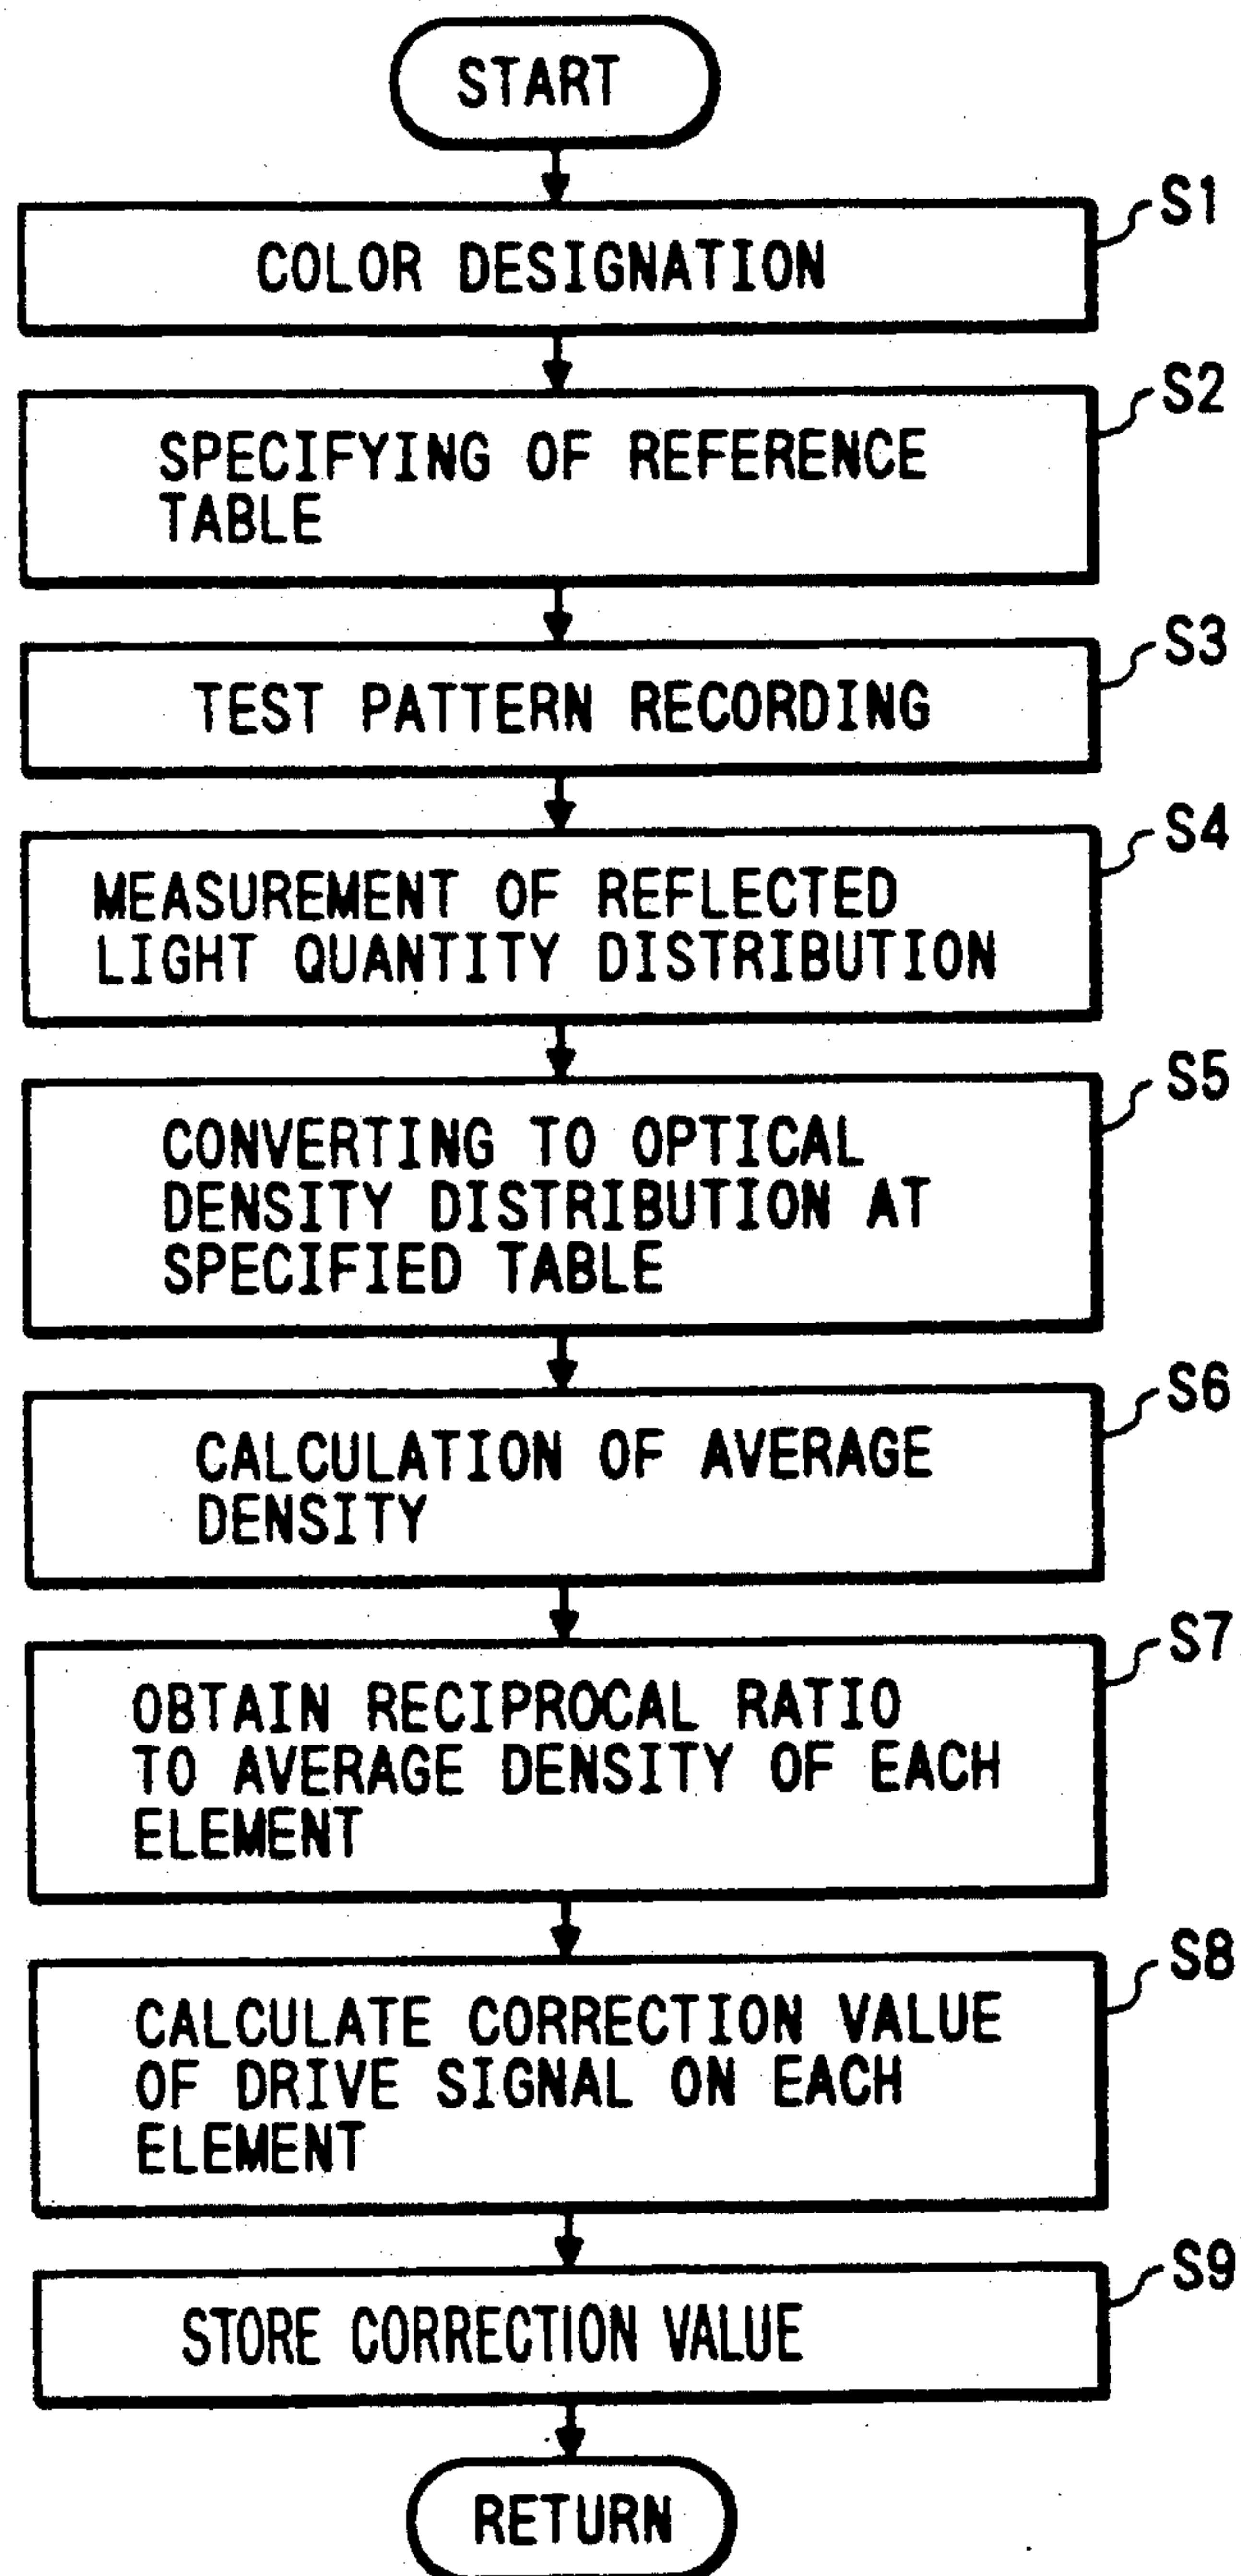 START
COLOR DESIGNATION
S1
SPECIFYING OF REFERENCE
TABLE
S2
TEST PATTERN RECORDING
S3
MEASUREMENT OF REFLECTED
LIGHT QUANTITY DISTRIBUTION
S4
CONVERTING TO OPTICAL
DENSITY DISTRIBUTION AT
SPECIFIED TABLE
S5
CALCULATION OF AVERAGE
DENSITY
S6
OBTAIN RECIPROCAL RATIO
TO AVERAGE DENSITY OF EACH
ELEMENT
S7
CALCULATE CORRECTION VALUE
OF DRIVE SIGNAL ON EACH
ELEMENT
S8
STORE CORRECTION VALUE
S9
RETURN